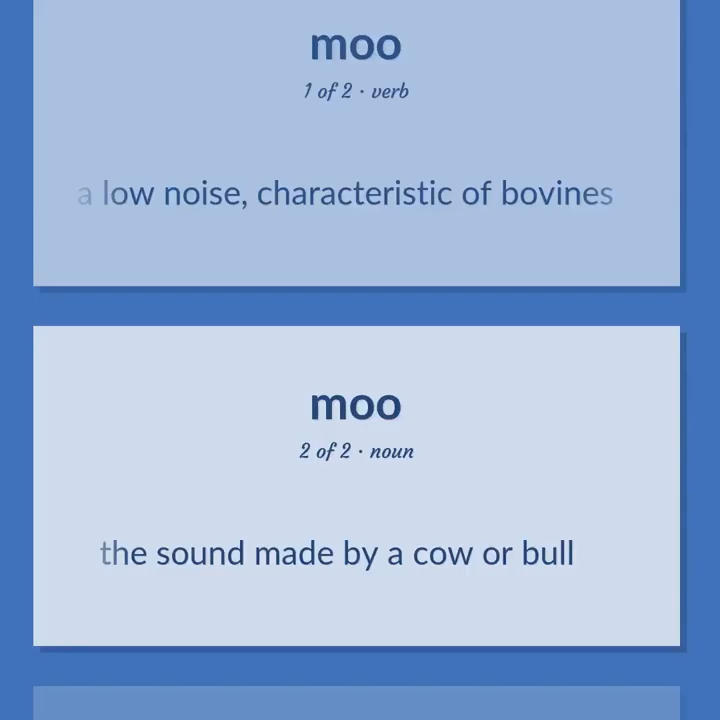 moo
1 of 2 · verb
a low noise, characteristic of bovines
moo
2 of 2 · noun
the sound made by a cow or bull